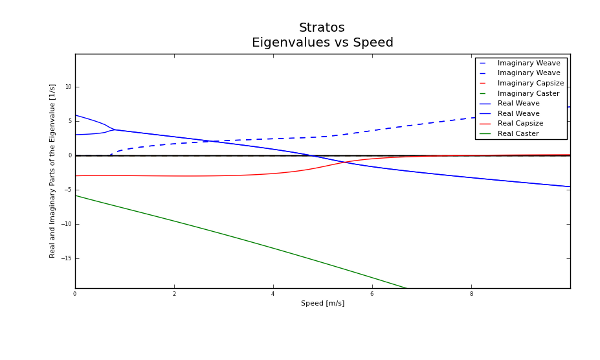 Stratos
Eigenvalues vs Speed
Real and Imaginary Parts of the Eigenvalue [1/s]
10
5
0
−5
−10
−15
Imaginary Weave
Imaginary Weave
Imaginary Capsize
Imaginary Caster
Real Weave
Real Weave
Real Capsize
Real Caster
0
2
4
6
8
Speed [m/s]